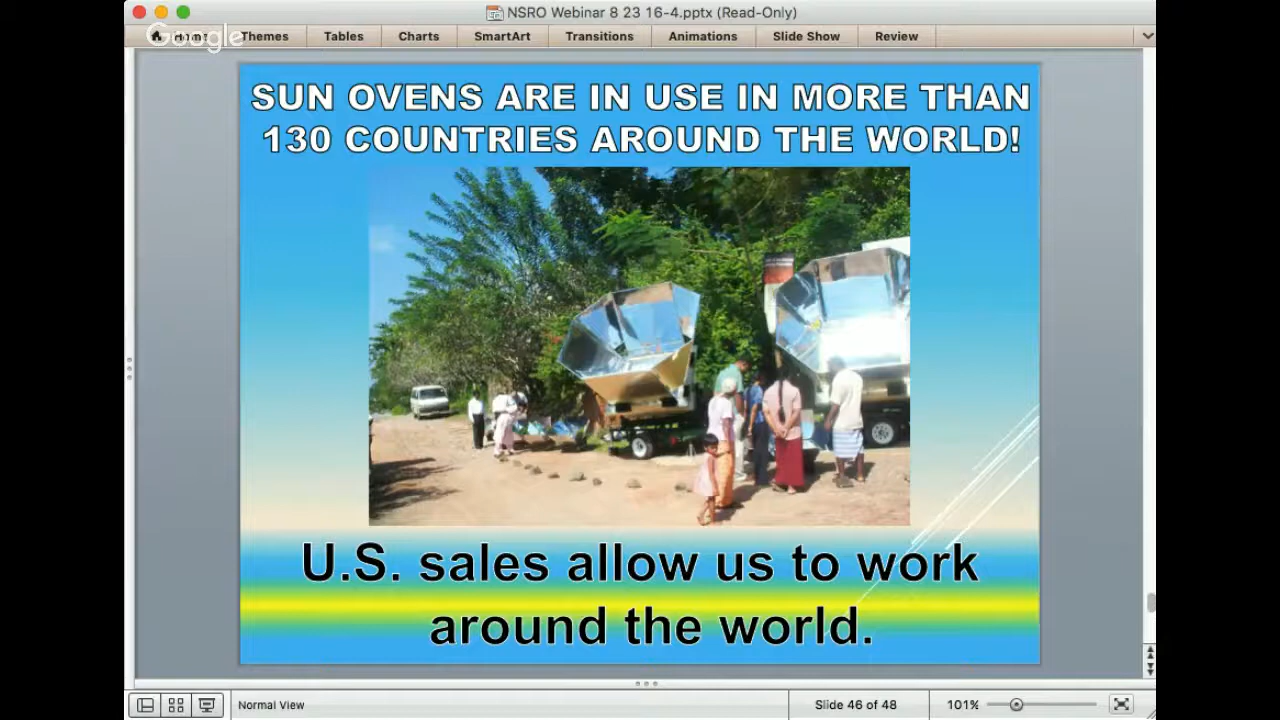 NSRO Webinar 8 23 16-4.pptx (Read-Only)
Google
Home Themes Tables Charts SmartArt Transitions Animations Slide Show Review
SUN OVENS ARE IN USE IN MORE THAN
130 COUNTRIES AROUND THE WORLD!
U.S. sales allow us to work
around the world.
Normal View Slide 46 of 48 101%